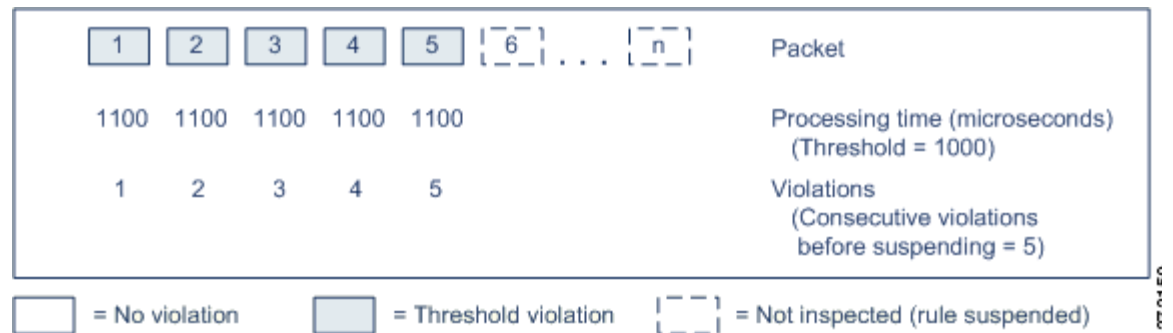 1 2 3 4 5 6 . . . n Packet
1100 1100 1100 1100 1100 Processing time (microseconds)
(Threshold = 1000)
1 2 3 4 5 Violations
(Consecutive violations
before suspending = 5)
= No violation = Threshold violation = Not inspected (rule suspended)